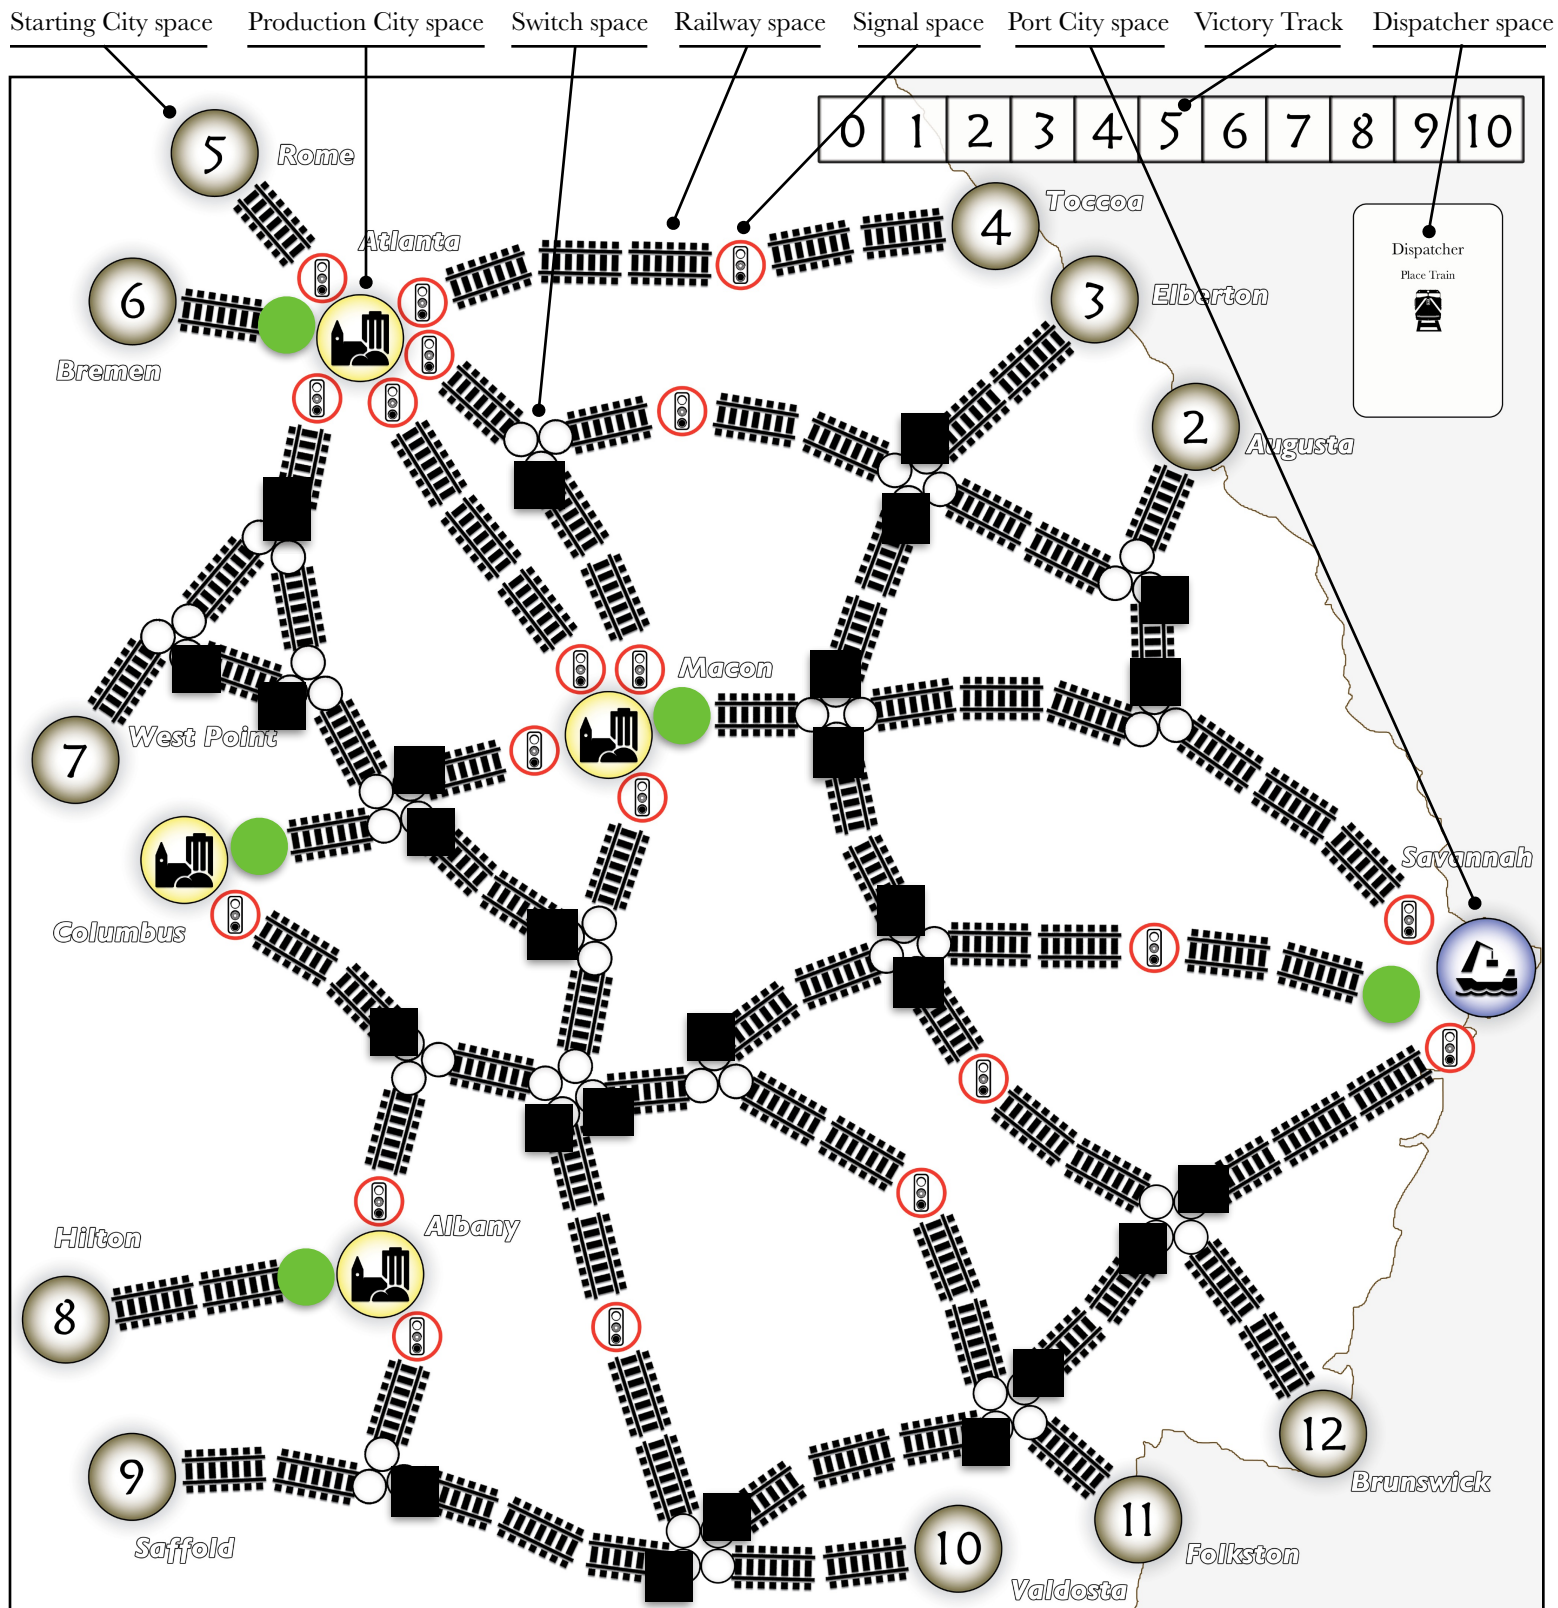 Starting City space Production City space Switch space Railway space Signal space Port City space Victory Track Dispatcher space
0 1 2 3 4 5 6 7 8 9 10
5 Rome
4 Toccoa
Atlanta
Dispatcher
Place Train
6
3 Elberton
Bremen
2 Augusta
Macon
7 West Point
Savannah
Columbus
Albany
Hilton
8
12
Brunswick
9
Saffold
11
Folkston
10
Valdosta